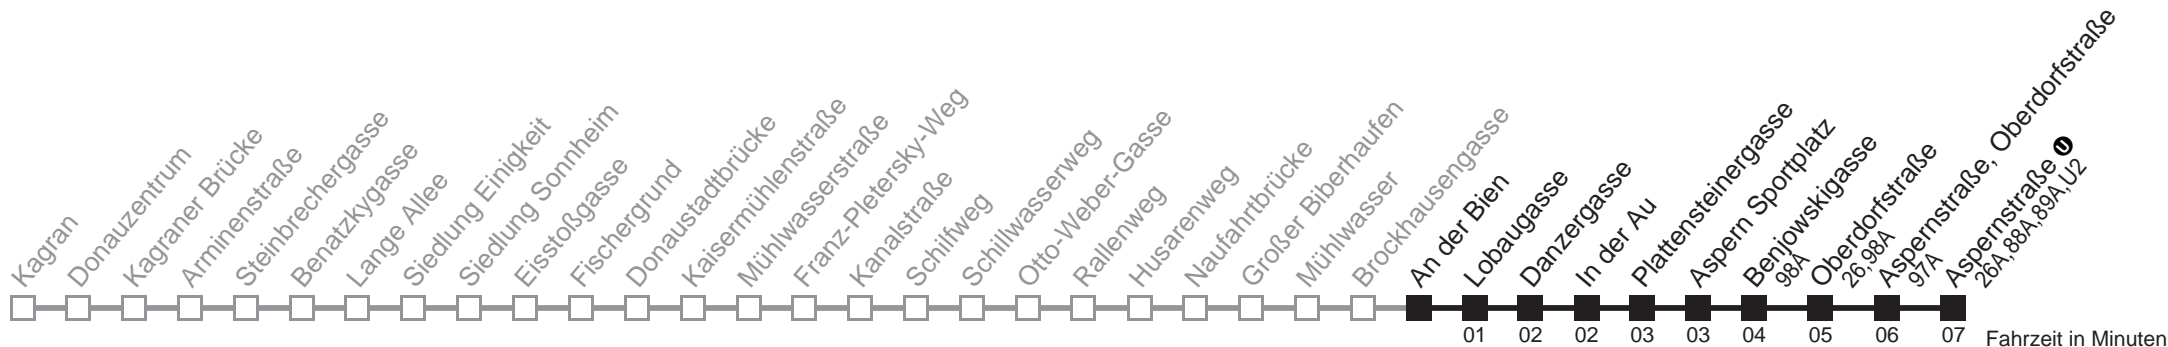 Kagran
Donauzentrum
Kagraner Brücke
Arminenstraße
Steinbrechergasse
Benatzkygasse
Lange Allee
Siedlung Einigkeit
Siedlung Sonnheim
Eisstoßgasse
Fischergrund
Donaustadtbrücke
Kaisermühlenstraße
Mühlwasserstraße
Franz-Pletersky-Weg
Kanalstraße
Schilfweg
Schillwasserweg
Otto-Weber-Gasse
Rallenweg
Husarenweg
Naufahrtbrücke
Großer Biberhaufen
Mühlwasser
Brockhausengasse
An der Bien
Lobaugasse
Danzergasse
In der Au
Plattensteinergasse
Aspern Sportplatz
Benjowskigasse
98A
Oberdorfstraße
26,98A
Aspernstraße, Oberdorfstraße
97A
Aspernstraße U
26A,88A,89A,U2
01 02 02 03 03 04 05 06 07 Fahrzeit in Minuten